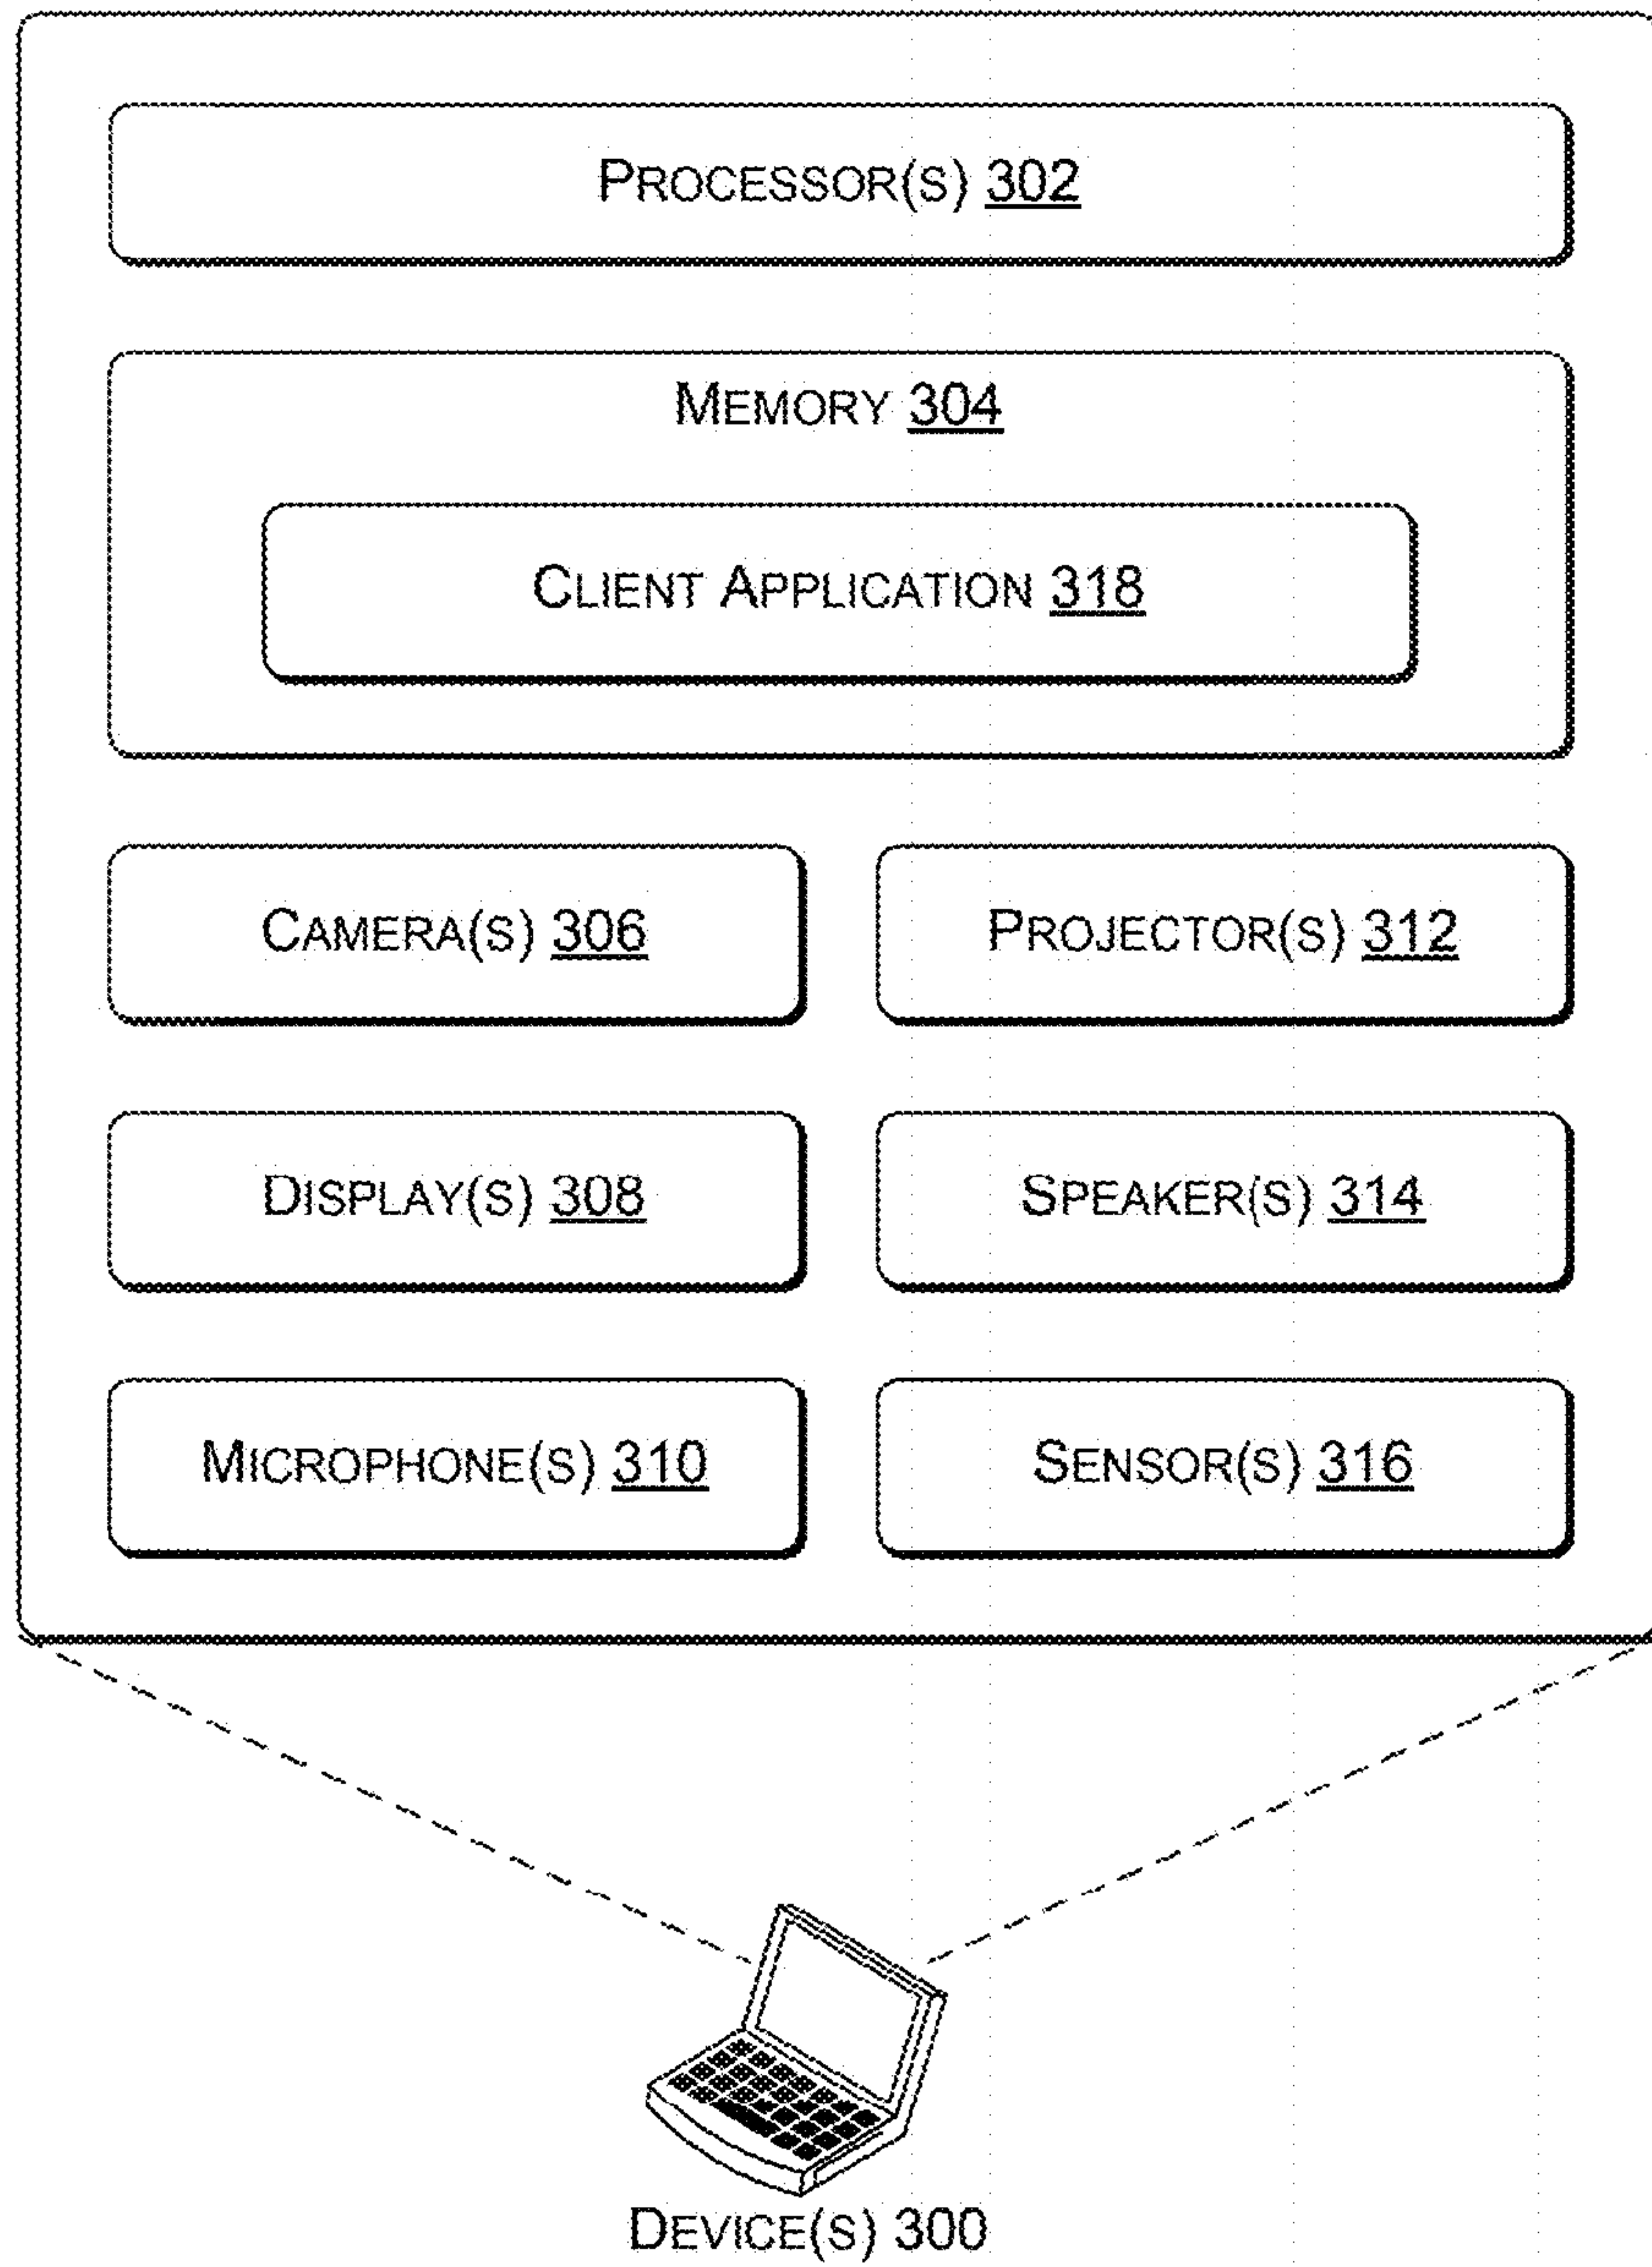 PROCESSOR(S) 302
MEMORY 304
CLIENT APPLICATION 318
CAMERA(S) 306
PROJECTOR(S) 312
DISPLAY(S) 308
SPEAKER(S) 314
MICROPHONE(S) 310
SENSOR(S) 316
DEVICE(S) 300